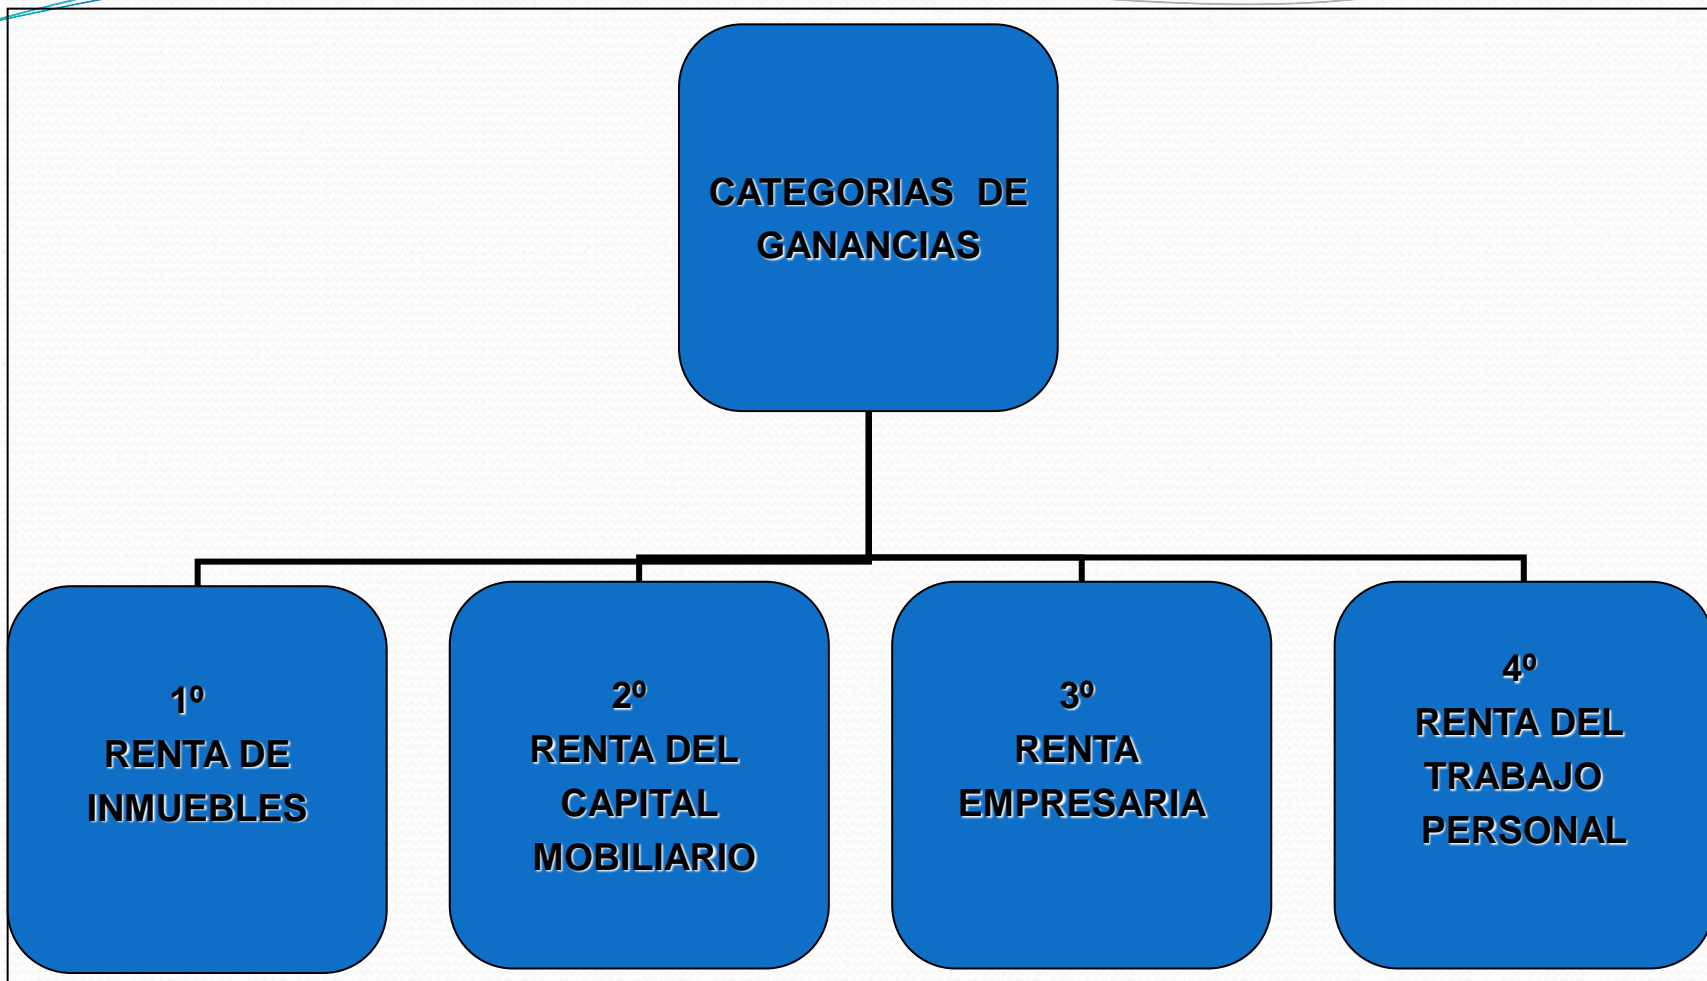 CATEGORIAS DE
GANANCIAS
1º
RENTA DE
INMUEBLES
2º
RENTA DEL
CAPITAL
MOBILIARIO
3º
RENTA
EMPRESARIA
4º
RENTA DEL
TRABAJO
PERSONAL